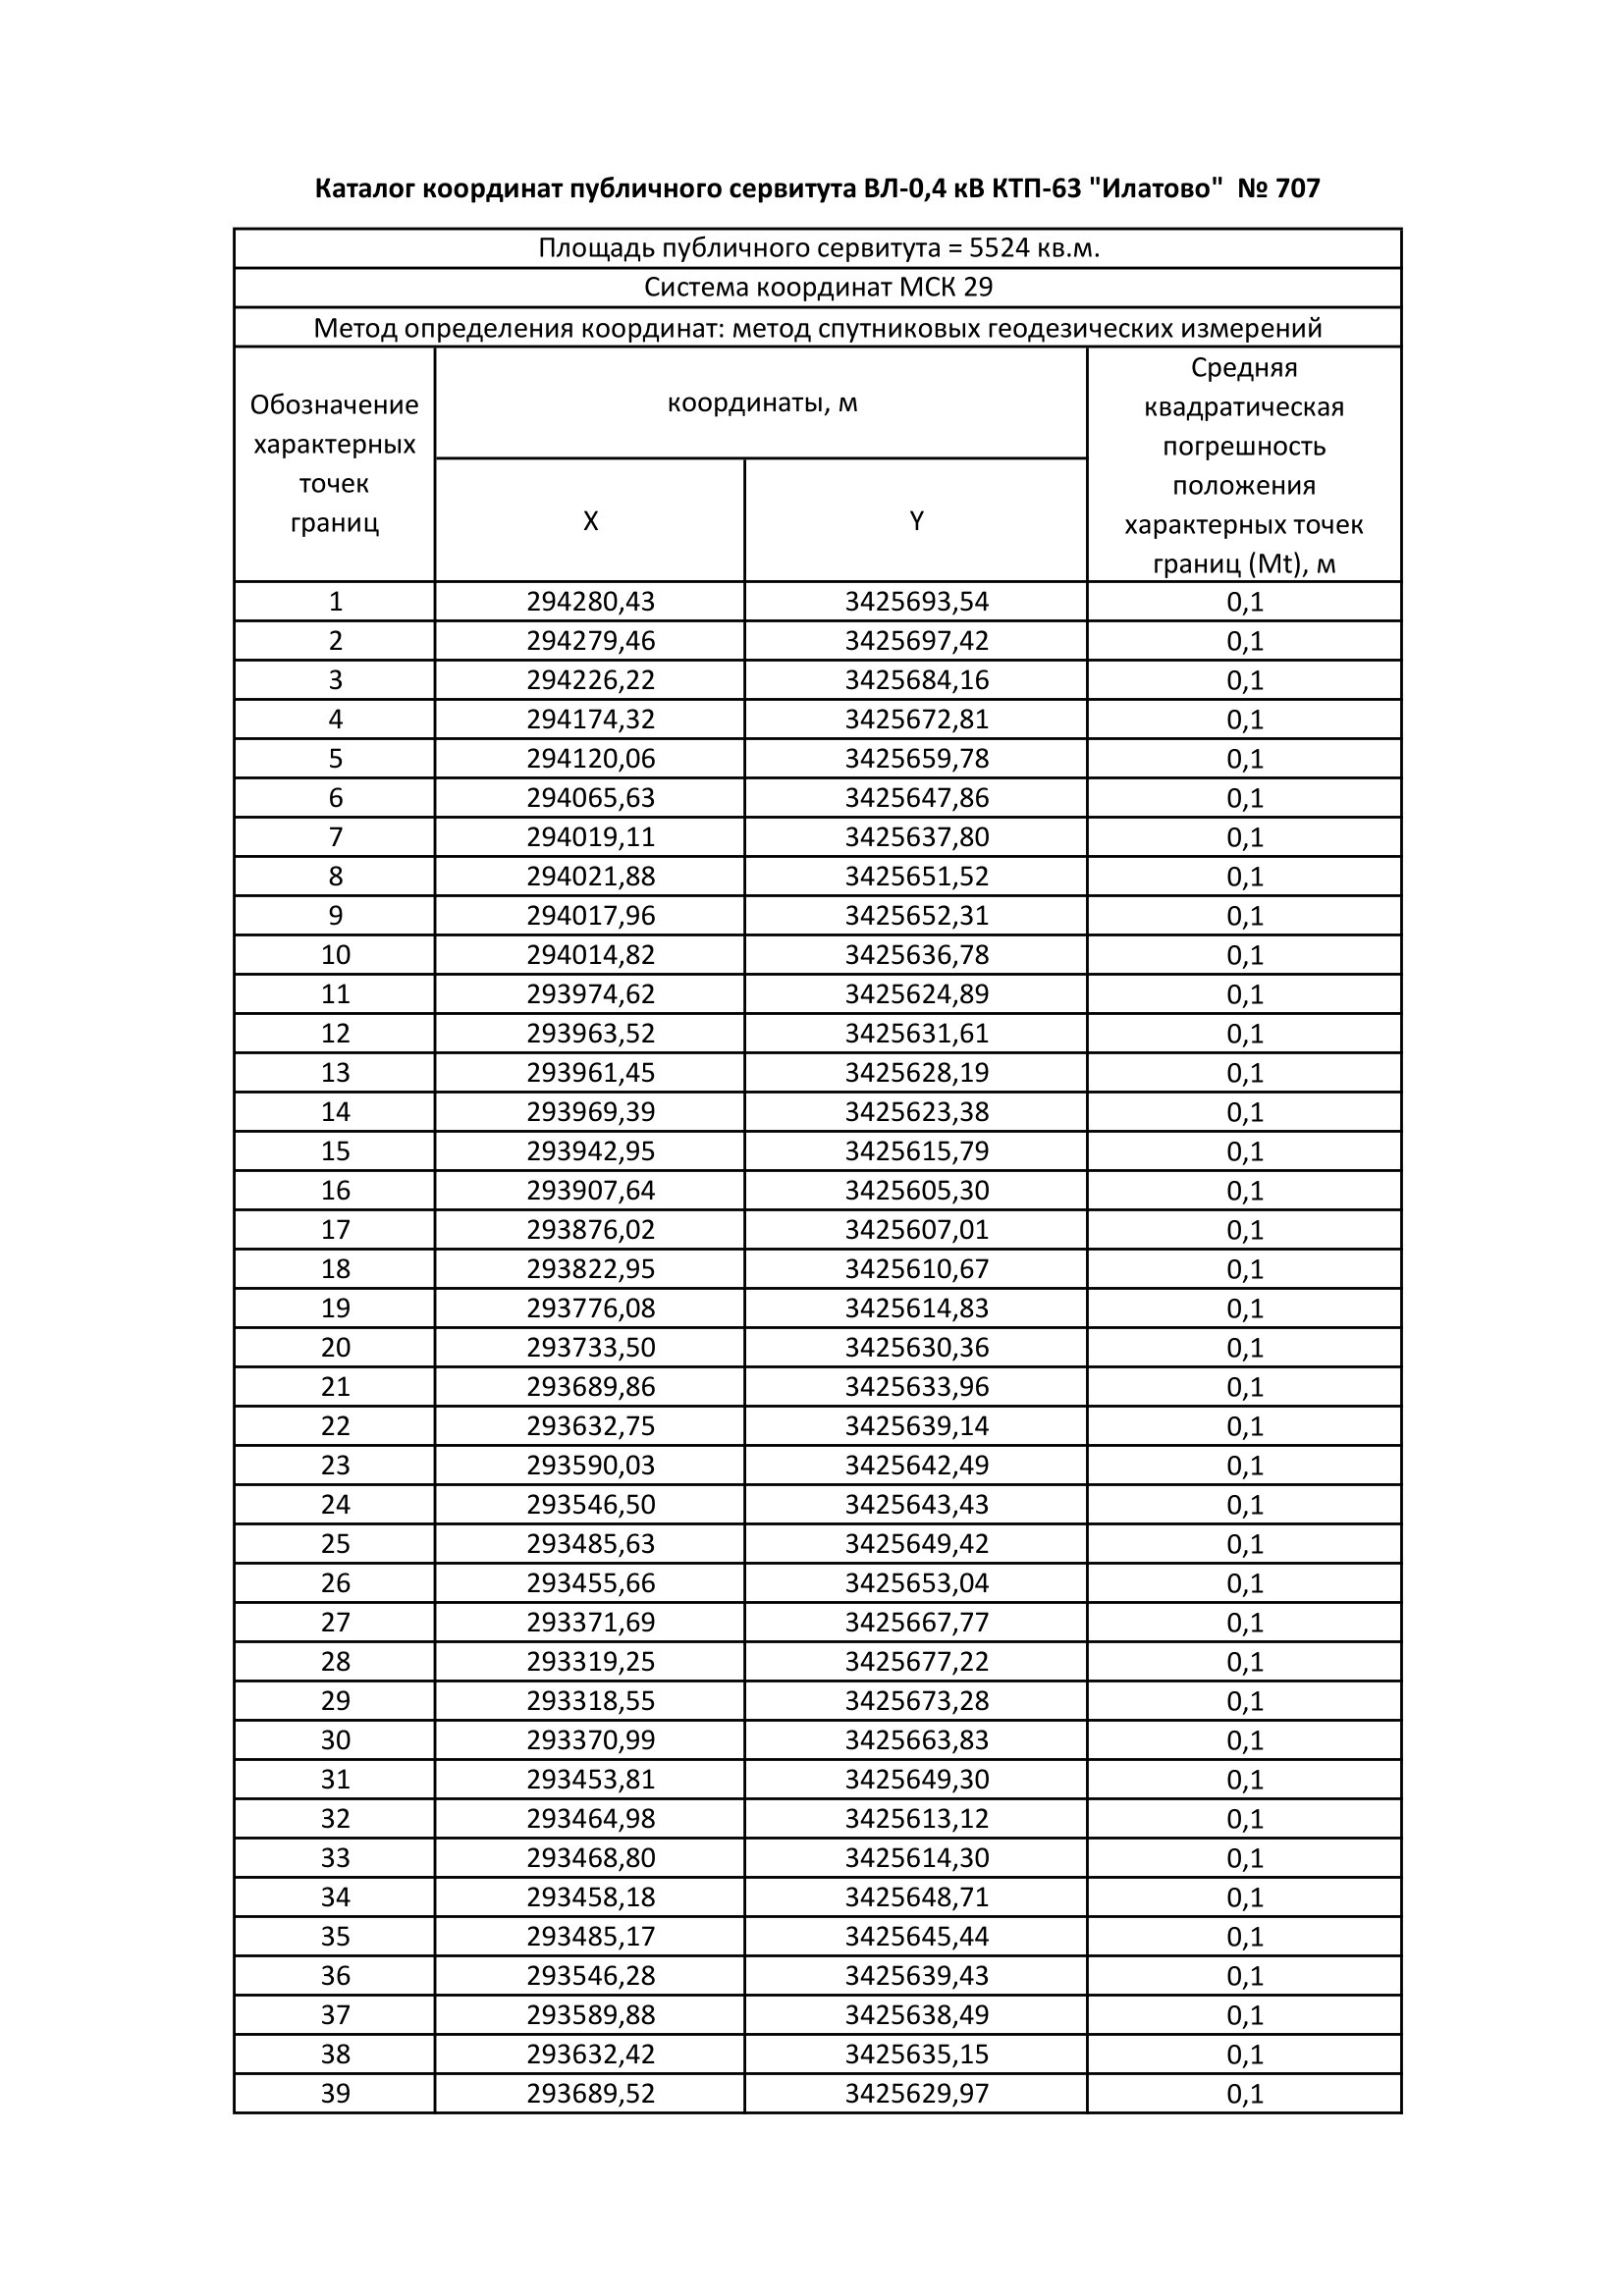 Каталог координат публичного сервитута ВЛ-0,4 кВ КТП-63 "Илатово" № 707
Площадь публичного сервитута = 5524 кв.м.
Система координат МСК 29
Метод определения координат: метод спутниковых геодезических измерений
Обозначение
характерных
точек
границ
координаты, м
X
Y
Средняя
квадратическая
погрешность
положения
характерных точек
границ (Mt), м
1 294280,43 3425693,54 0,1
2 294279,46 3425697,42 0,1
3 294226,22 3425684,16 0,1
4 294174,32 3425672,81 0,1
5 294120,06 3425659,78 0,1
6 294065,63 3425647,86 0,1
7 294019,11 3425637,80 0,1
8 294021,88 3425651,52 0,1
9 294017,96 3425652,31 0,1
10 294014,82 3425636,78 0,1
11 293974,62 3425624,89 0,1
12 293963,52 3425631,61 0,1
13 293961,45 3425628,19 0,1
14 293969,39 3425623,38 0,1
15 293942,95 3425615,79 0,1
16 293907,64 3425605,30 0,1
17 293876,02 3425607,01 0,1
18 293822,95 3425610,67 0,1
19 293776,08 3425614,83 0,1
20 293733,50 3425630,36 0,1
21 293689,86 3425633,96 0,1
22 293632,75 3425639,14 0,1
23 293590,03 3425642,49 0,1
24 293546,50 3425643,43 0,1
25 293485,63 3425649,42 0,1
26 293455,66 3425653,04 0,1
27 293371,69 3425667,77 0,1
28 293319,25 3425677,22 0,1
29 293318,55 3425673,28 0,1
30 293370,99 3425663,83 0,1
31 293453,81 3425649,30 0,1
32 293464,98 3425613,12 0,1
33 293468,80 3425614,30 0,1
34 293458,18 3425648,71 0,1
35 293485,17 3425645,44 0,1
36 293546,28 3425639,43 0,1
37 293589,88 3425638,49 0,1
38 293632,42 3425635,15 0,1
39 293689,52 3425629,97 0,1